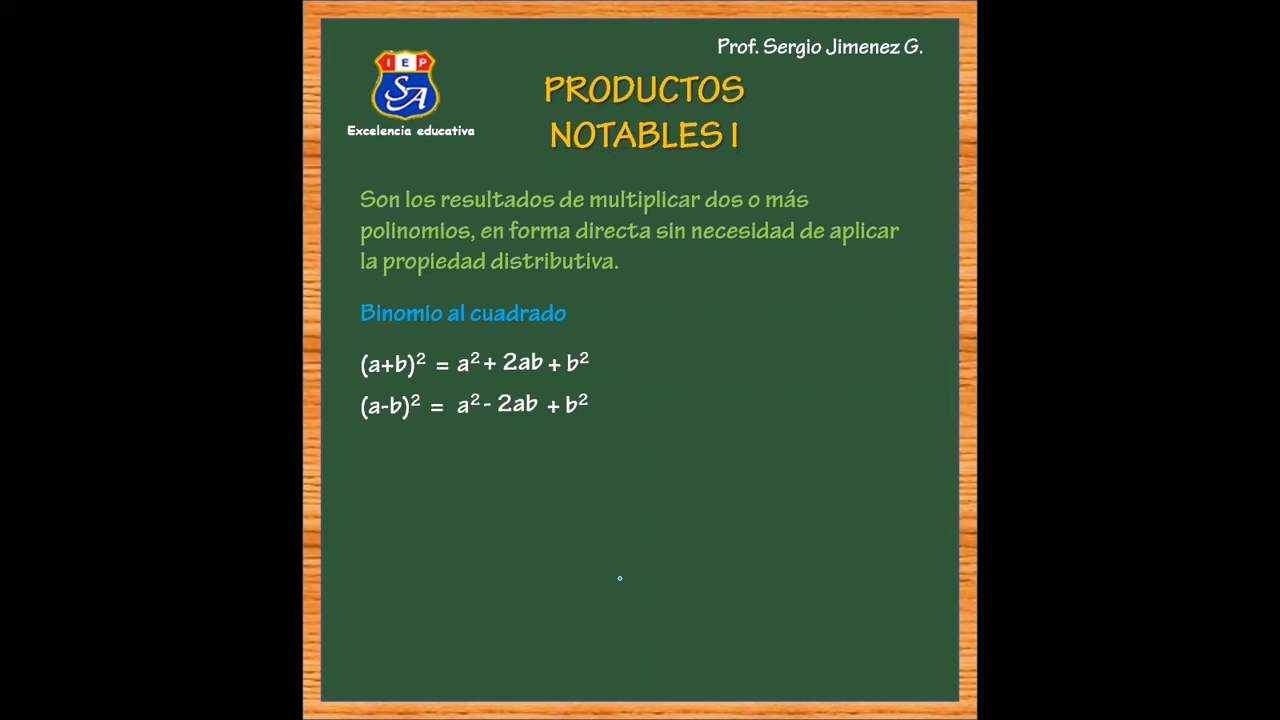 Prof. Sergio Jimenez G.
I E P
SA
Excelencia educativa
PRODUCTOS
NOTABLES I
Son los resultados de multiplicar dos o más
polinomios, en forma directa sin necesidad de aplicar
la propiedad distributiva.
Binomio al cuadrado
(a+b)² = a² + 2ab + b²
(a-b)² = a² - 2ab + b²